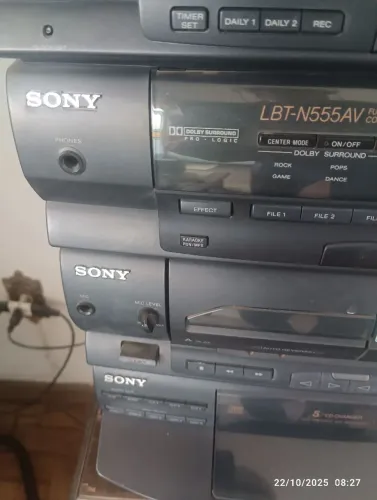 TIMER
SET
DAILY 1
DAILY 2
REC
SONY
LBT-N555AV
DOLBY SURROUND
PRO · LOGIC
CENTER MODE
ON/OFF
DOLBY SURROUND
PHONES
ROCK
POPS
GAME
DANCE
EFFECT
FILE 1
FILE 2
FILE
KARAOKE
SONY
MIC
MIC LEVEL
SONY
22/10/2025 08:27